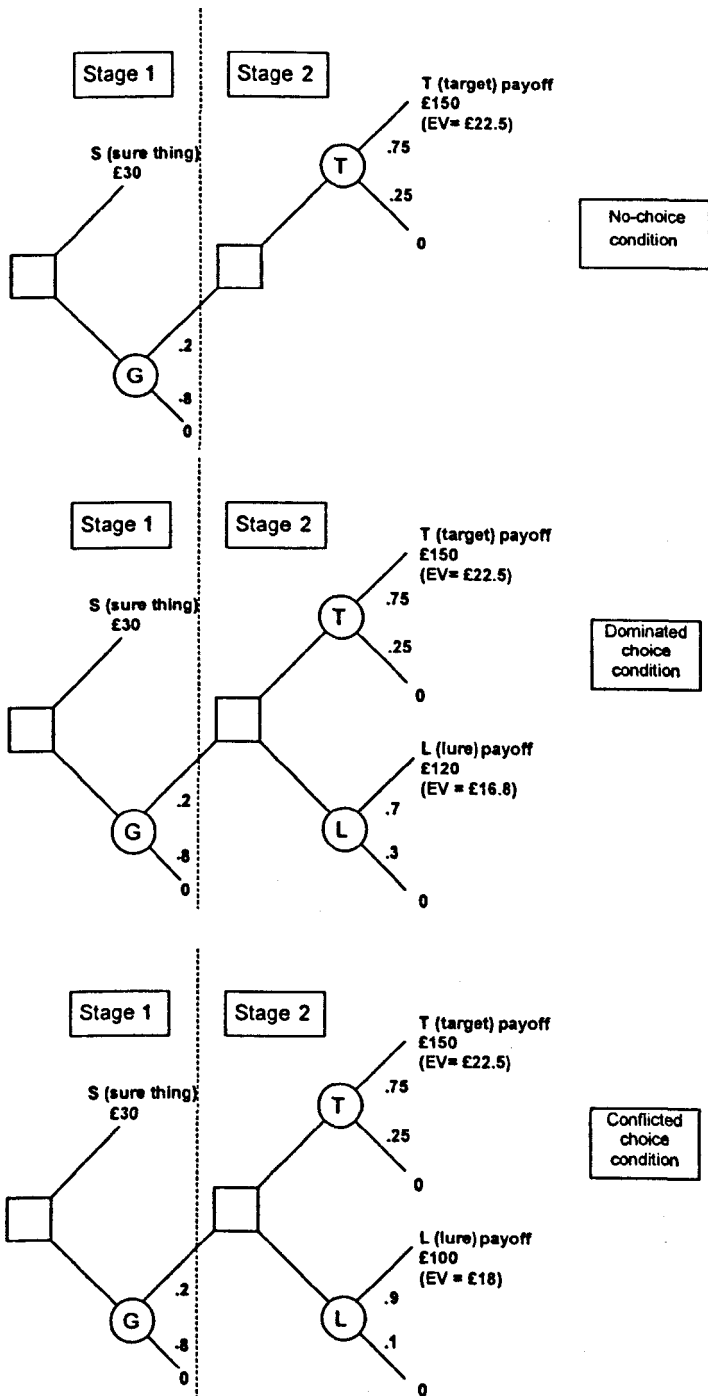 Stage 1
Stage 2
T (target) payoff
£150
(EV= £22.5)
S (sure thing)
£30
.75
T
.25
0
No-choice
condition
.2
G
.8
0
Stage 1
Stage 2
T (target) payoff
£150
(EV= £22.5)
S (sure thing)
£30
.75
T
.25
0
Dominated
choice
condition
L (lure) payoff
£120
(EV = £16.8)
.2
.7
G
L
.8
.3
0
0
Stage 1
Stage 2
T (target) payoff
£150
(EV= £22.5)
S (sure thing)
£30
.75
T
.25
0
Conflicted
choice
condition
L (lure) payoff
£100
(EV = £18)
.2
.9
G
L
.8
.1
0
0